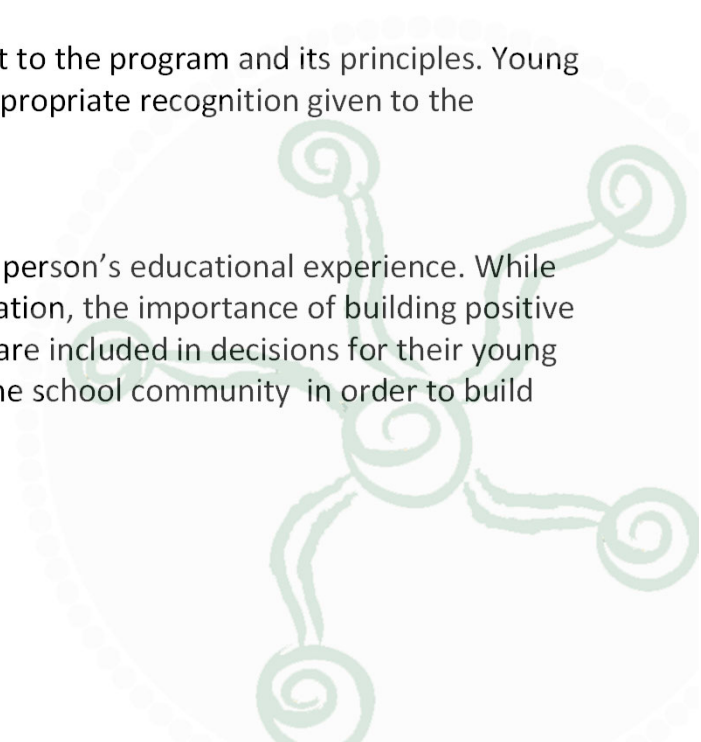 t to the program and its principles. Young
propriate recognition given to the
person’s educational experience. While
ation, the importance of building positive
are included in decisions for their young
ne school community  in order to build